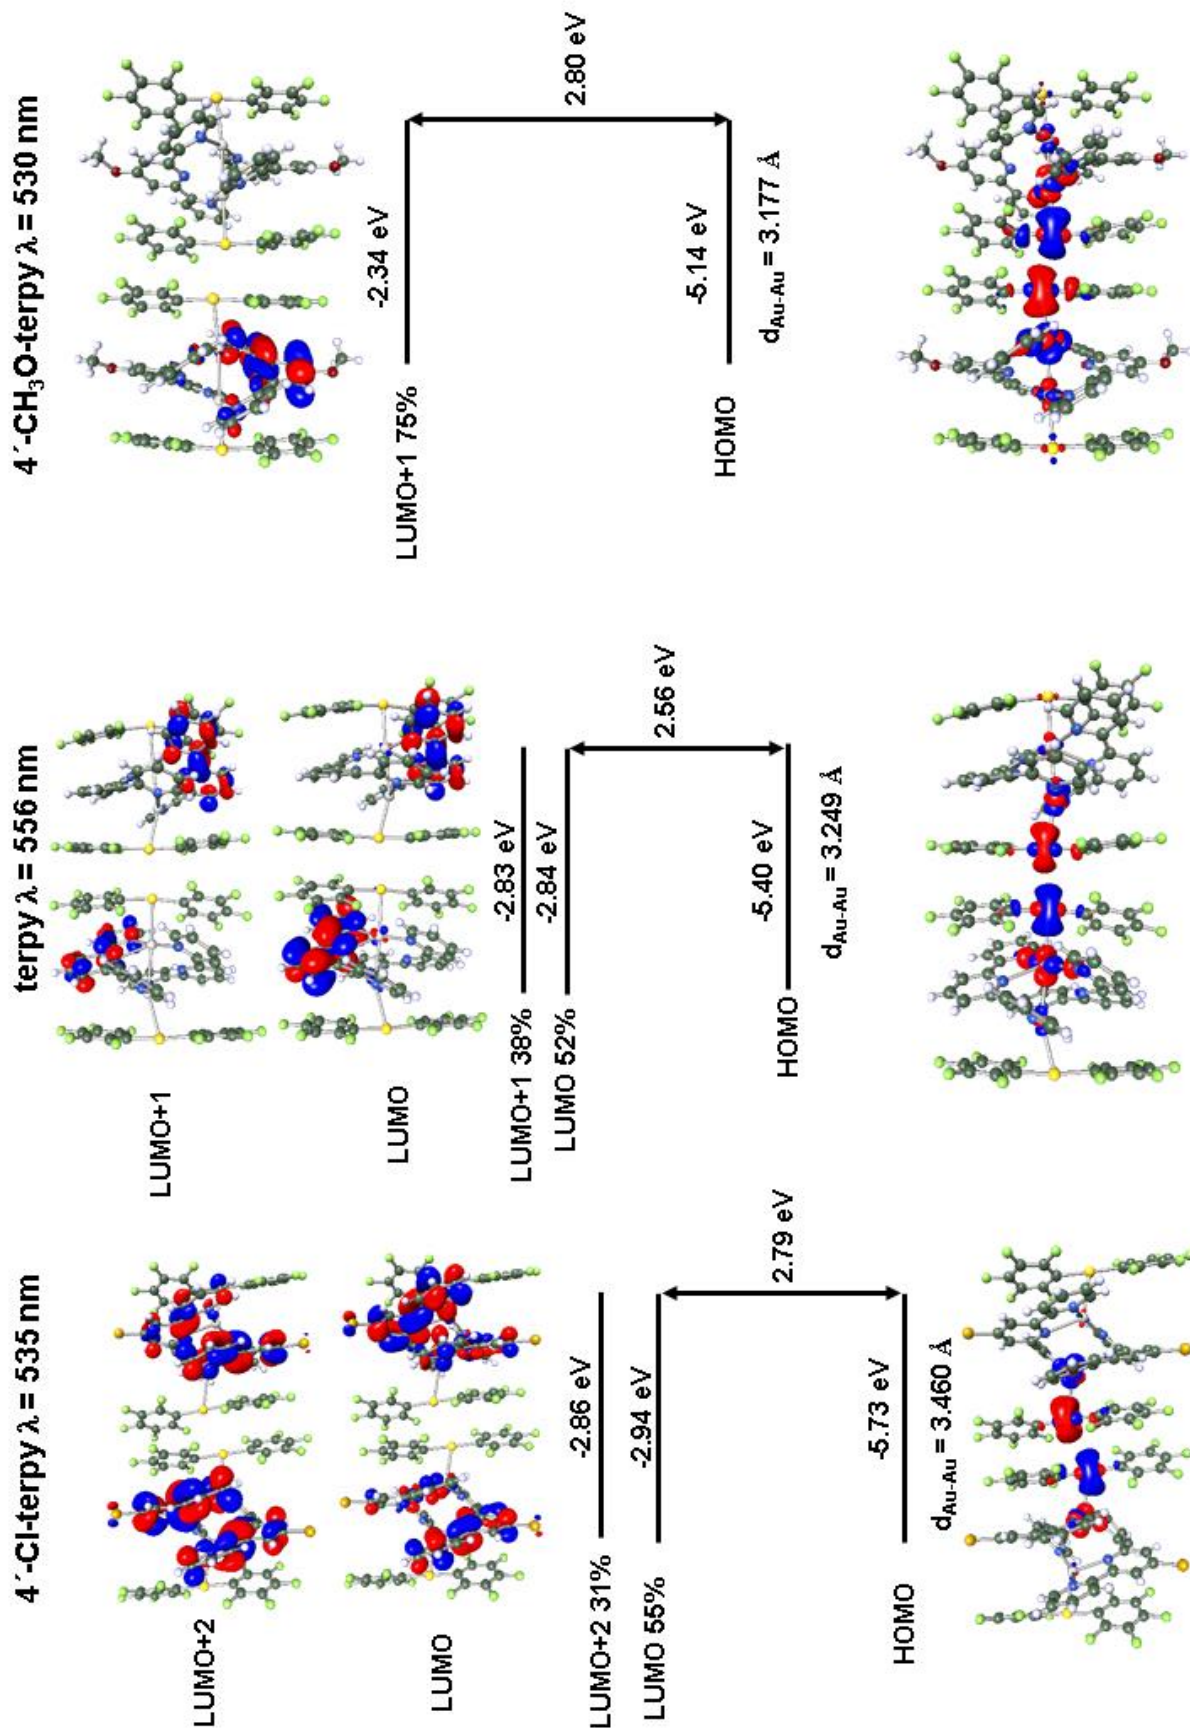 4´-Cl-terpy λ = 535 nm
LUMO+2
LUMO
LUMO+2 31%
-2.86 eV
LUMO 55%
-2.94 eV
2.79 eV
HOMO
-5.73 eV
d Au-Au = 3.460 Å
terpy λ = 556 nm
LUMO+1
LUMO
LUMO+1 38%
-2.83 eV
LUMO 52%
-2.84 eV
2.56 eV
HOMO
-5.40 eV
d Au-Au = 3.249 Å
4´-CH₃O-terpy λ = 530 nm
LUMO+1 75%
-2.34 eV
2.80 eV
HOMO
-5.14 eV
d Au-Au = 3.177 Å